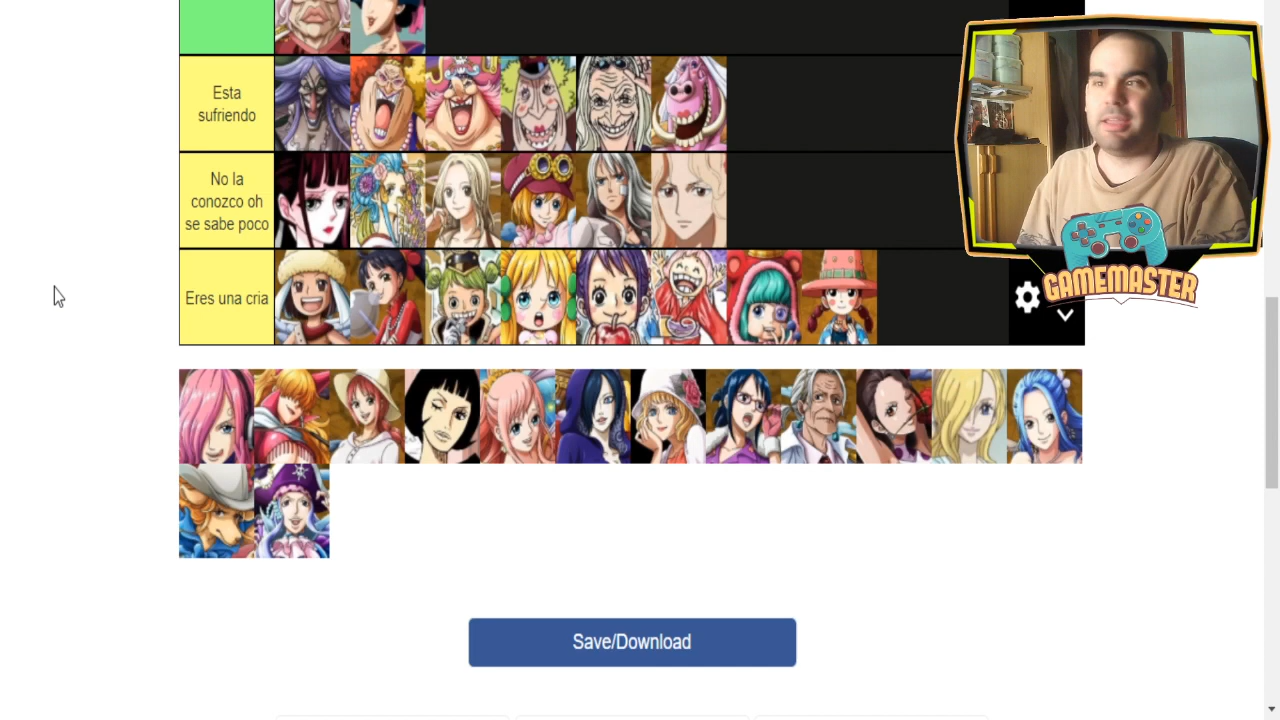 Esta
sufriendo
No la
conozco oh
se sabe poco
Eres una cria
GAMEMASTER
Save/Download